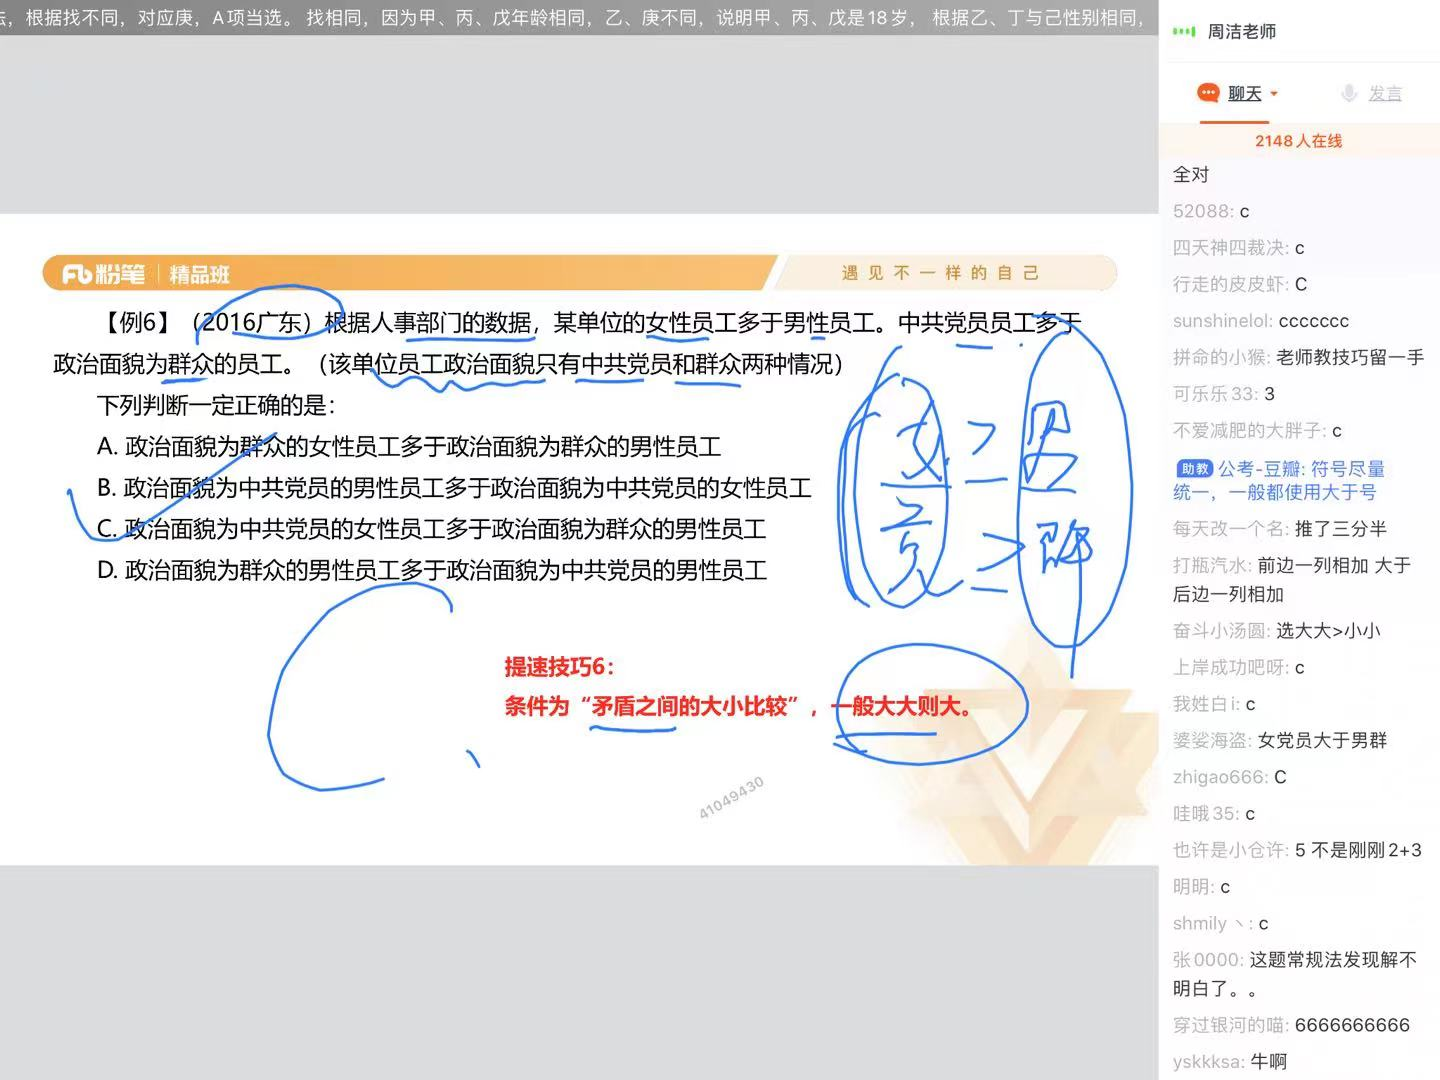 法，根据找不同，对应庚，A项当选。 找相同，因为甲、丙、戊年龄相同，乙、庚不同，说明甲、丙、戊是18岁， 根据乙、丁与己性别相同，
粉笔 精品班
遇见不一样的自己
【例6】（2016广东）根据人事部门的数据，某单位的女性员工多于男性员工。中共党员员工多于
政治面貌为群众的员工。（该单位员工政治面貌只有中共党员和群众两种情况）
下列判断一定正确的是：
A. 政治面貌为群众的女性员工多于政治面貌为群众的男性员工
B. 政治面貌为中共党员的男性员工多于政治面貌为中共党员的女性员工
C. 政治面貌为中共党员的女性员工多于政治面貌为群众的男性员工
D. 政治面貌为群众的男性员工多于政治面貌为中共党员的男性员工
女 > 男
党 > 群
提速技巧6：
条件为“矛盾之间的大小比较”，一般大大则大。
41049430
周洁老师
聊天 发言
2148人在线
全对
52088: c
四天神四裁决: c
行走的皮皮虾: C
sunshinelol: ccccccc
拼命的小猴: 老师教技巧留一手
可乐乐33: 3
不爱减肥的大胖子: c
助教 公考-豆瓣: 符号尽量
统一，一般都使用大于号
每天改一个名: 推了三分半
打瓶汽水: 前边一列相加 大于
后边一列相加
奋斗小汤圆: 选大大>小小
上岸成功吧呀: c
我姓白i: c
婆娑海盗: 女党员大于男群
zhigao666: C
哇哦35: c
也许是小仓许: 5 不是刚刚2+3
明明: c
shmily丶: c
张0000: 这题常规法发现解不
明白了。。
穿过银河的喵: 6666666666
yskkksa: 牛啊